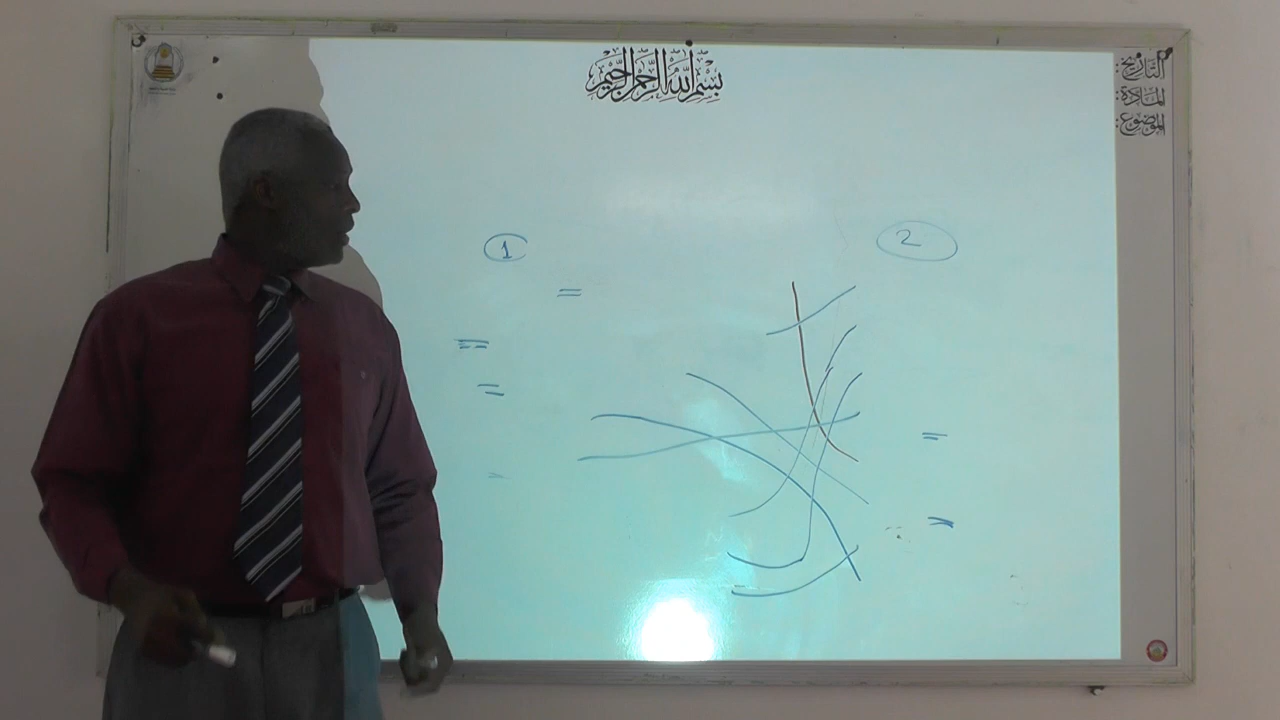 بسم الله الرحمن الرحيم
التاريخ:
المادة:
الموضوع:
1
2